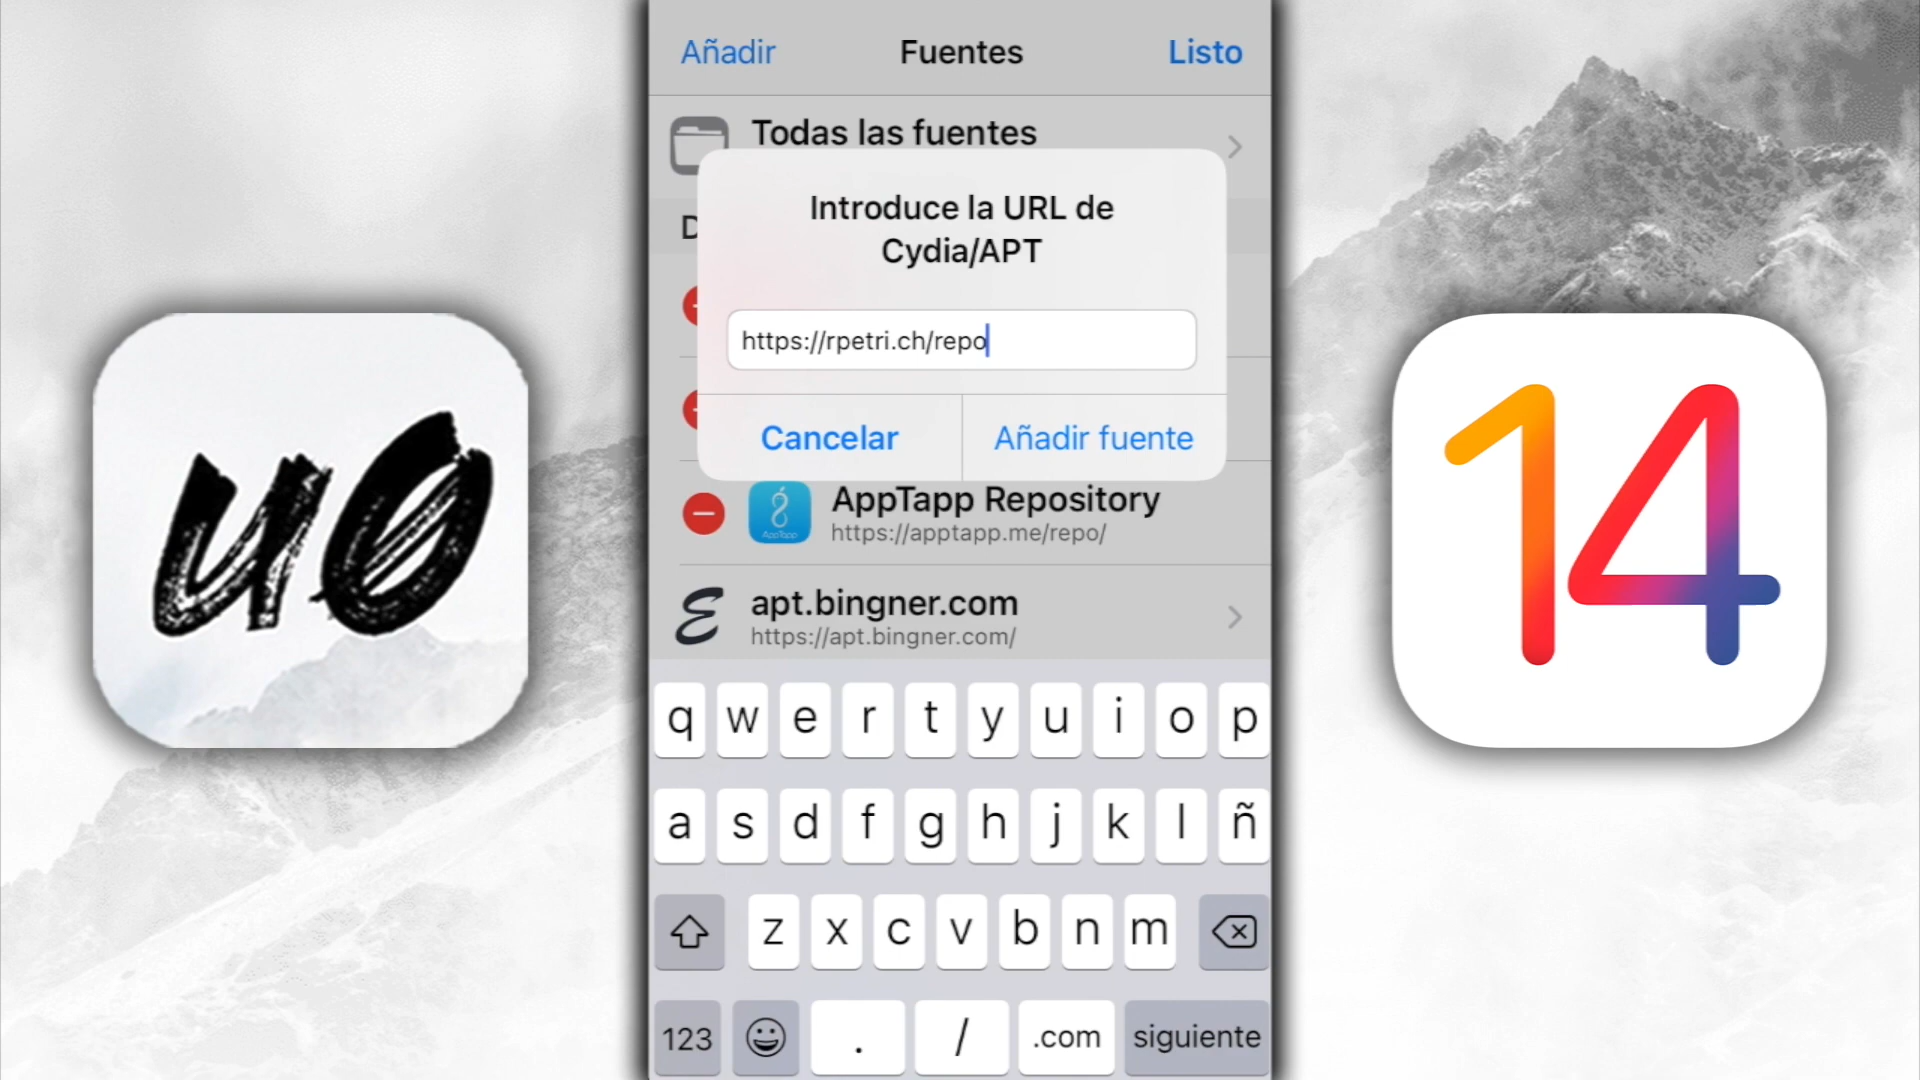 Añadir Fuentes Listo
Todas las fuentes
D
Introduce la URL de
Cydia/APT
https://rpetri.ch/repo
Cancelar Añadir fuente
AppTapp Repository
https://apptapp.me/repo/
AppTapp
apt.bingner.com
https://apt.bingner.com/
q w e r t y u i o p
a s d f g h j k l ñ
z x c v b n m
123 . / .com siguiente
u0
14